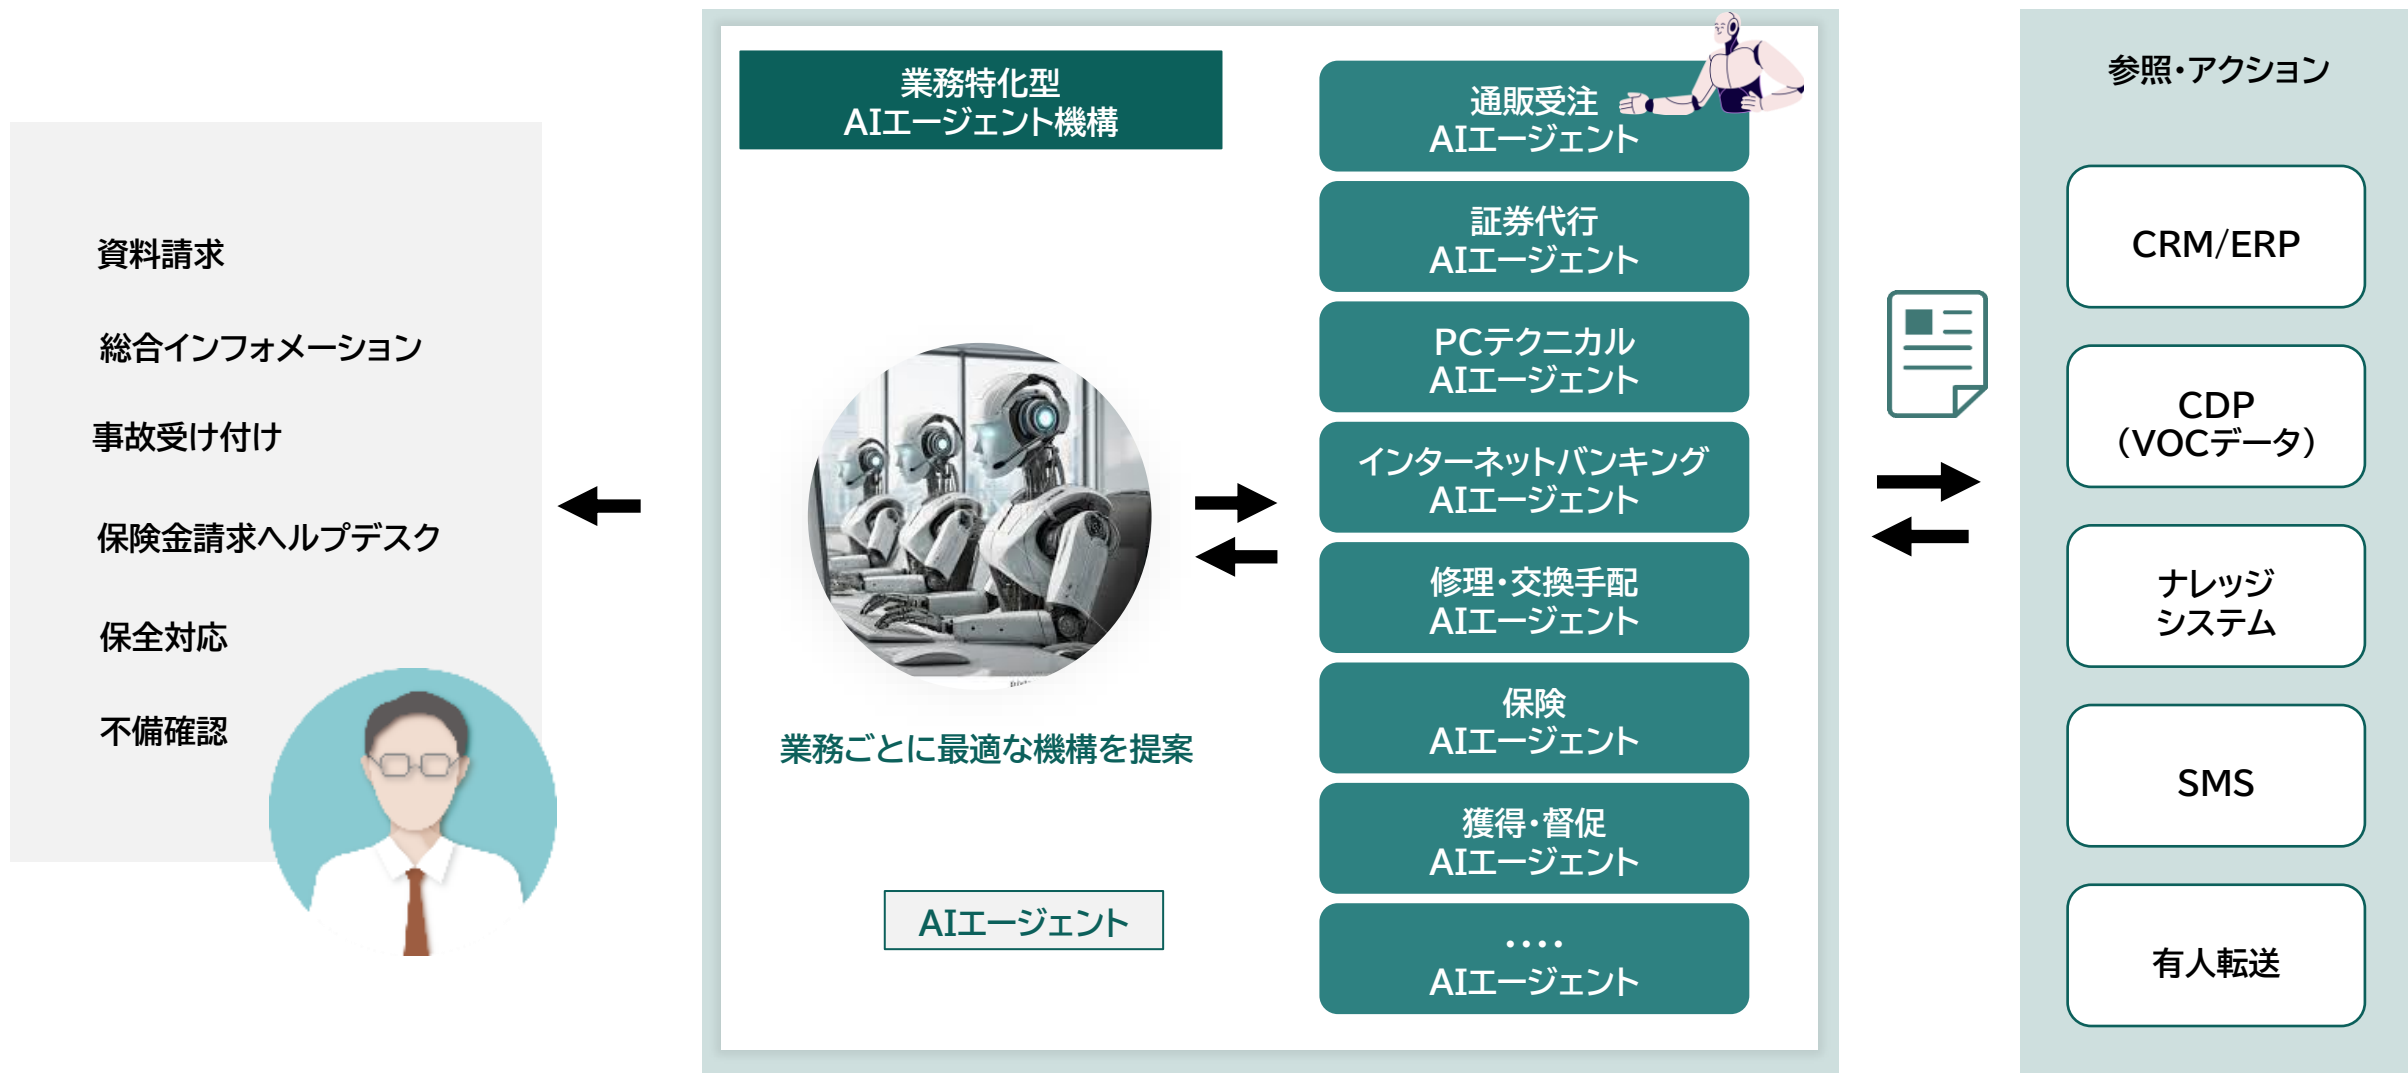 資料請求
総合インフォメーション
事故受け付け
保険金請求ヘルプデスク
保全対応
不備確認
業務特化型
AIエージェント機構
業務ごとに最適な機構を提案
AIエージェント
通販受注
AIエージェント
証券代行
AIエージェント
PCテクニカル
AIエージェント
インターネットバンキング
AIエージェント
修理・交換手配
AIエージェント
保険
AIエージェント
獲得・督促
AIエージェント
・・・・
AIエージェント
参照・アクション
CRM/ERP
CDP
（VOCデータ）
ナレッジ
システム
SMS
有人転送